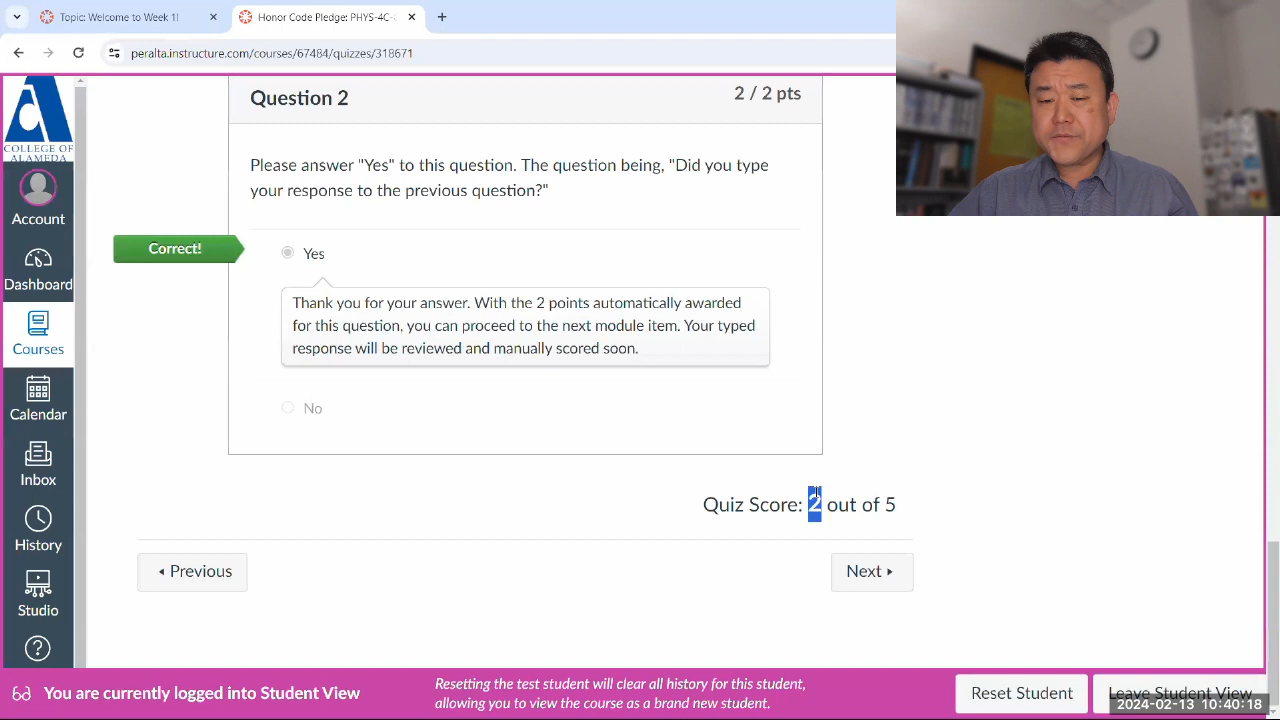 Topic: Welcome to Week 1!
Honor Code Pledge: PHYS-4C-
peralta.instructure.com/courses/67484/quizzes/318671
COLLEGE OF
ALAMEDA
Account
Dashboard
Courses
Calendar
Inbox
History
Studio
Question 2
2 / 2 pts
Please answer "Yes" to this question. The question being, "Did you type
your response to the previous question?"
Correct!
Yes
Thank you for your answer. With the 2 points automatically awarded
for this question, you can proceed to the next module item. Your typed
response will be reviewed and manually scored soon.
No
Quiz Score: 2 out of 5
Previous
Next
You are currently logged into Student View
Resetting the test student will clear all history for this student,
allowing you to view the course as a brand new student.
Reset Student
Leave Student View
2024-02-13 10:40:18